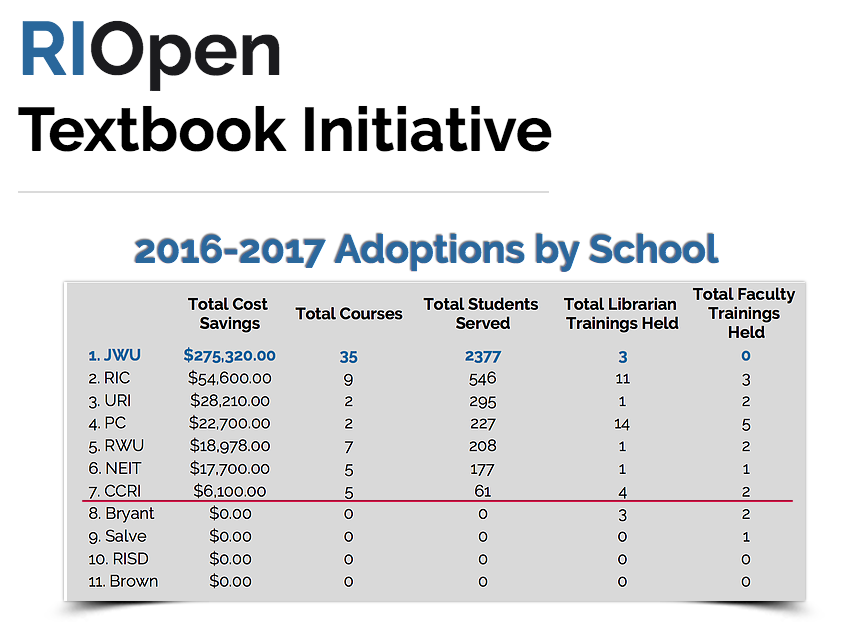 RIOpen
Textbook Initiative
2016-2017 Adoptions by School
Total Cost Savings Total Courses Total Students Served Total Librarian Trainings Held Total Faculty Trainings Held
1. JWU $275,320.00 35 2377 3 0
2. RIC $54,600.00 9 546 11 3
3. URI $28,210.00 2 295 1 2
4. PC $22,700.00 2 227 14 5
5. RWU $18,978.00 7 208 1 2
6. NEIT $17,700.00 5 177 1 1
7. CCRI $6,100.00 5 61 4 2
8. Bryant $0.00 0 0 3 2
9. Salve $0.00 0 0 0 1
10. RISD $0.00 0 0 0 0
11. Brown $0.00 0 0 0 0